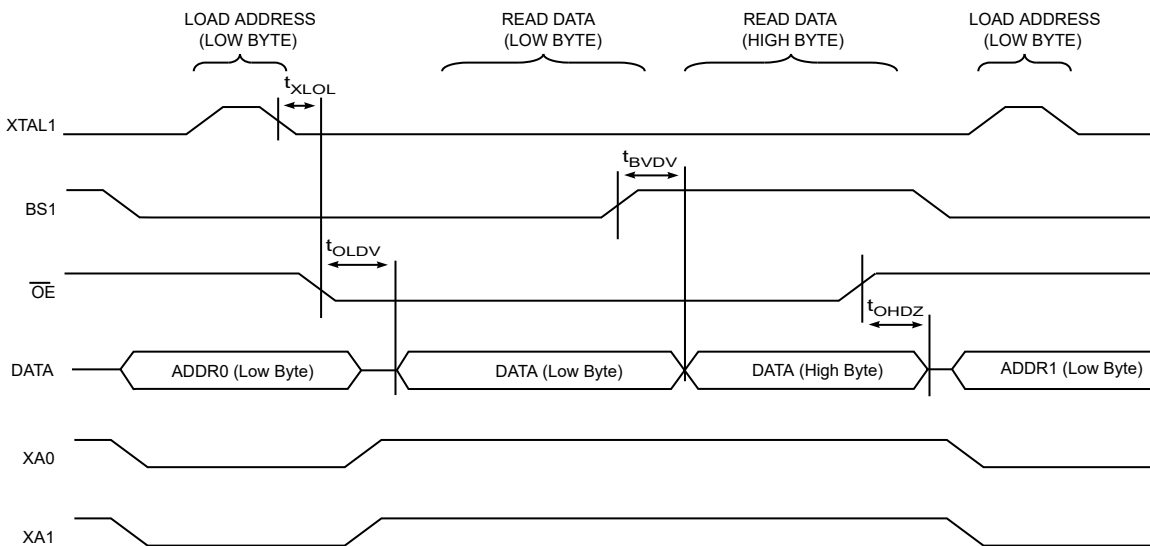 LOAD ADDRESS
(LOW BYTE)
READ DATA
(LOW BYTE)
READ DATA
(HIGH BYTE)
LOAD ADDRESS
(LOW BYTE)
tXLOL
XTAL1
tBVDV
BS1
tOLDV
OE
tOHDZ
DATA
ADDR0 (Low Byte)
DATA (Low Byte)
DATA (High Byte)
ADDR1 (Low Byte)
XA0
XA1